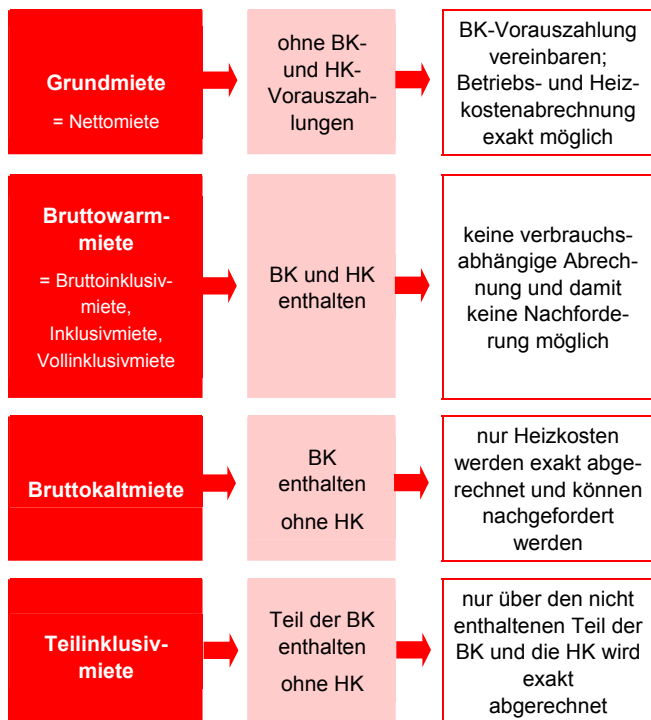 Grundmiete
= Nettomiete
ohne BK-
und HK-
Vorauszah-
lungen
BK-Vorauszahlung
vereinbaren;
Betriebs- und Heiz-
kostenabrechnung
exakt möglich
Bruttowarm-
miete
= Bruttoinklusiv-
miete,
Inklusivmiete,
Vollinklusivmiete
BK und HK
enthalten
keine verbrauchs-
abhängige Abrech-
nung und damit
keine Nachforde-
rung möglich
Bruttokaltmiete
BK
enthalten
ohne HK
nur Heizkosten
werden exakt abge-
rechnet und können
nachgefordert
werden
Teilinklusiv-
miete
Teil der BK
enthalten
ohne HK
nur über den nicht
enthaltenen Teil der
BK und die HK wird
exakt
abgerechnet